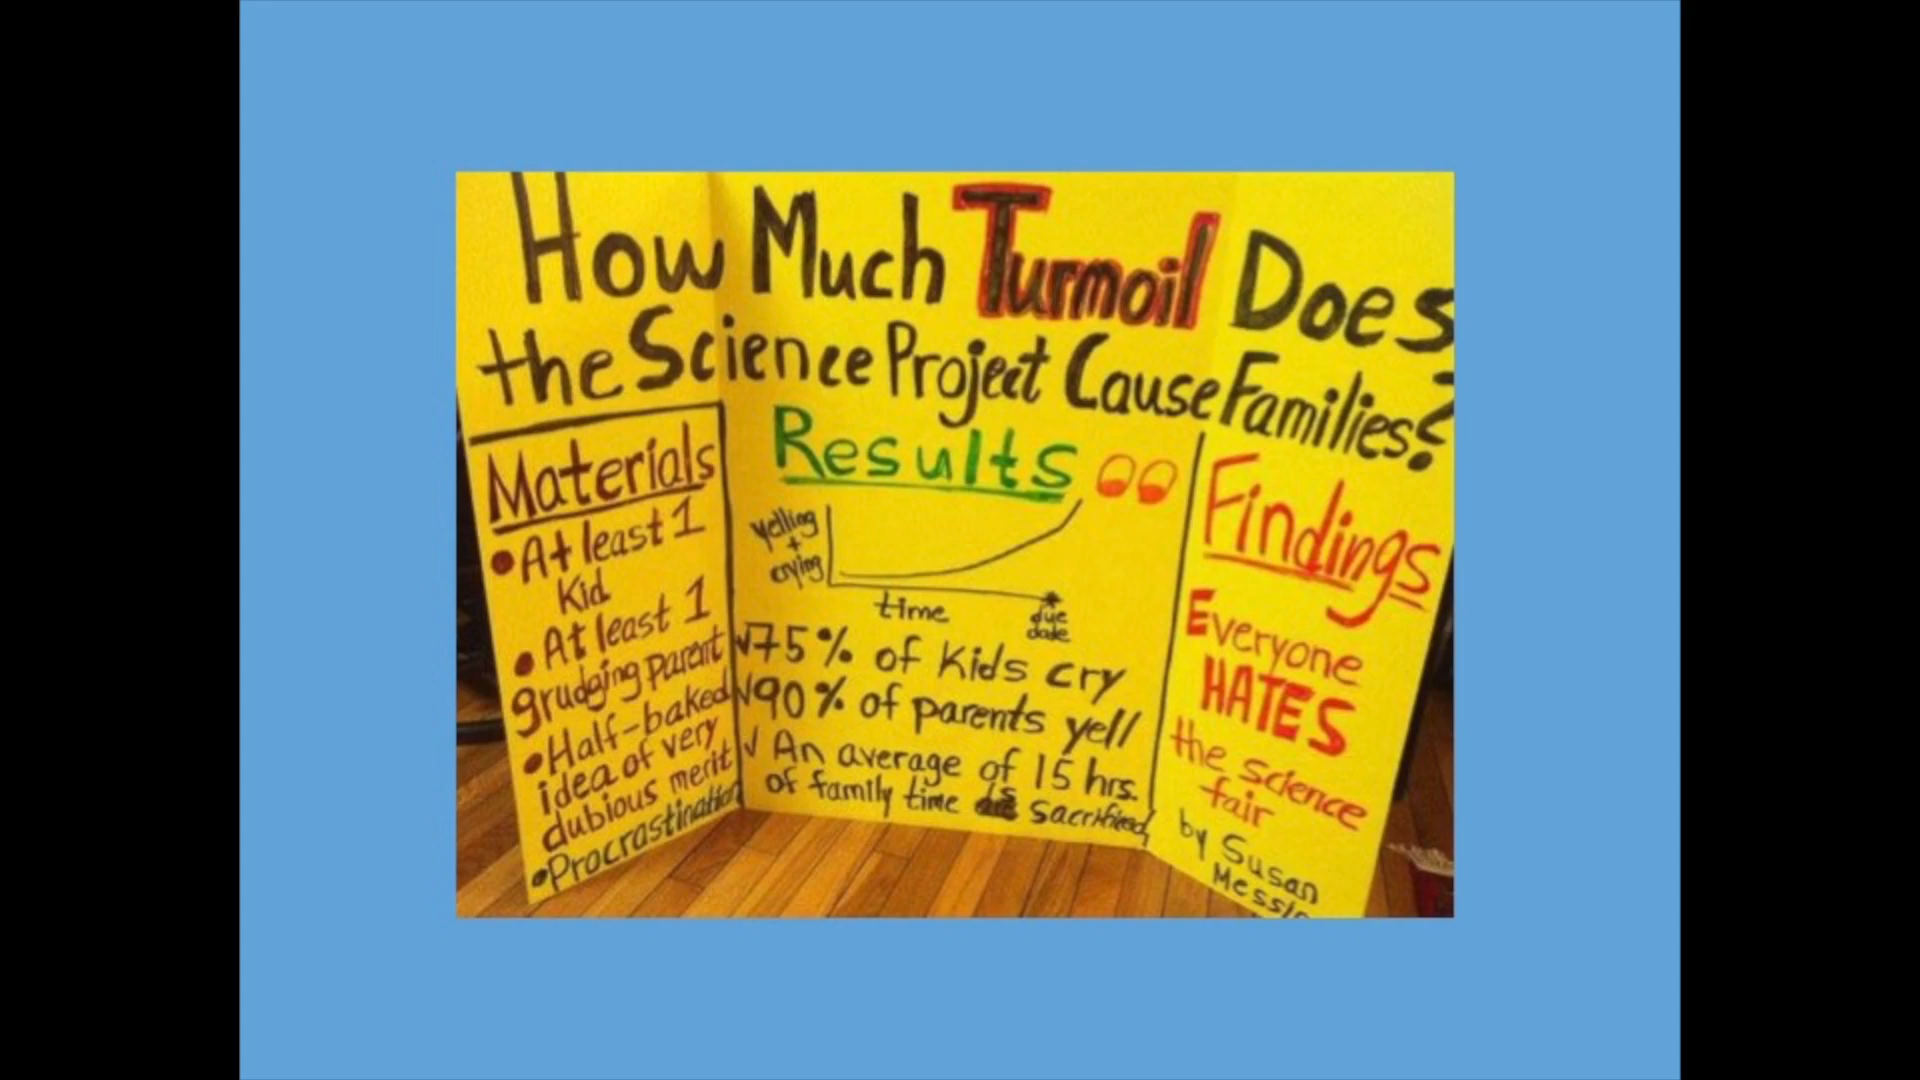 How Much Turmoil Does
the Science Project Cause Families?
Materials
• At least 1
Kid
• At least 1
grudging parent
• Half-baked
idea of very
dubious merit
• Procrastination
Results
yelling
+
crying
time
due
date
√ 75% of Kids cry
√ 90% of parents yell
√ An average of 15 hrs.
of family time is sacrificed
Findings
Everyone
HATES
the science
fair
by Susan